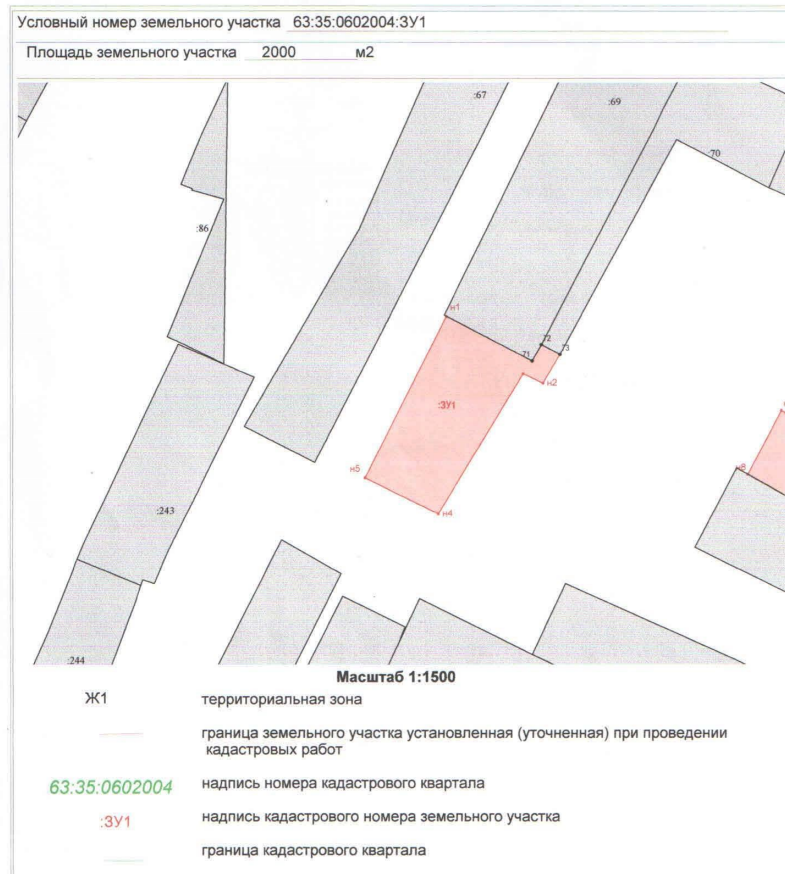 Условный номер земельного участка 63:35:0602004:ЗУ1
Площадь земельного участка 2000 м2
:67
:69
:70
:86
н1
72
71
73
н2
:ЗУ1
н5
н8
н4
:243
:244
Масштаб 1:1500
Ж1 территориальная зона
граница земельного участка установленная (уточненная) при проведении
кадастровых работ
63:35:0602004 надпись номера кадастрового квартала
:ЗУ1 надпись кадастрового номера земельного участка
граница кадастрового квартала